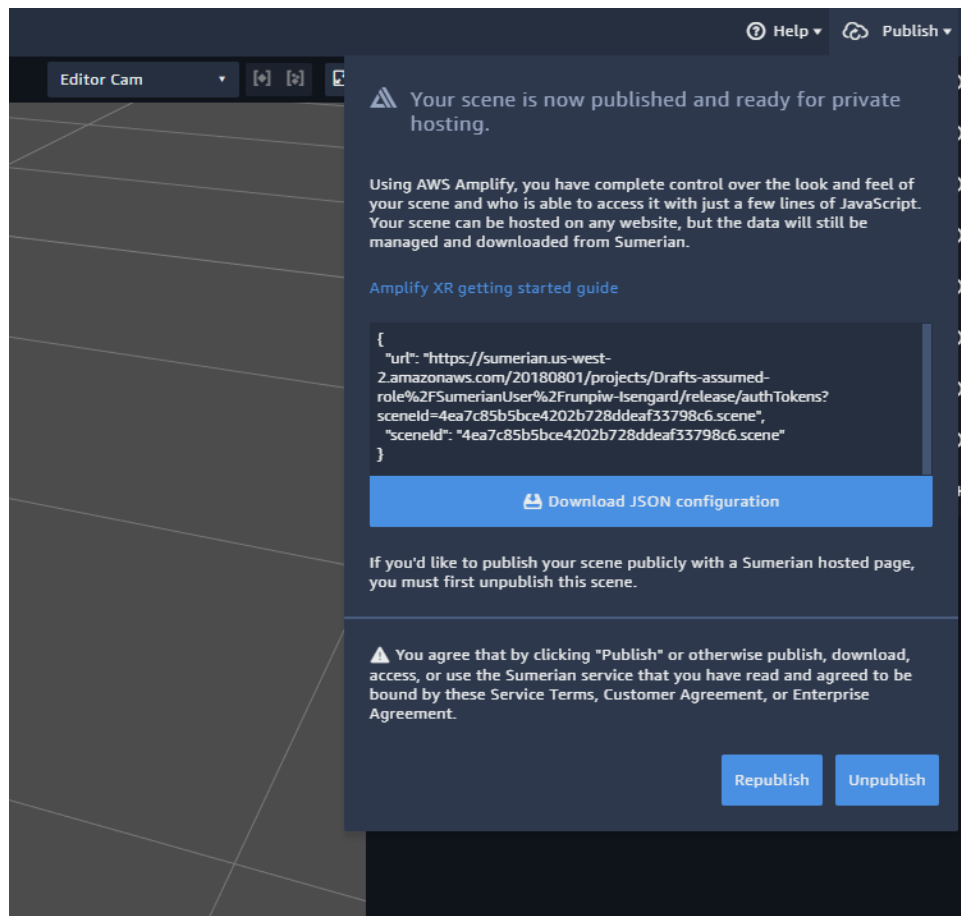 Help
Publish
Editor Cam
Your scene is now published and ready for private
hosting.
Using AWS Amplify, you have complete control over the look and feel of
your scene and who is able to access it with just a few lines of JavaScript.
Your scene can be hosted on any website, but the data will still be
managed and downloaded from Sumerian.
Amplify XR getting started guide
{
"url": "https://sumerian.us-west-
2.amazonaws.com/20180801/projects/Drafts-assumed-
role%2FSumerianUser%2Frunpiw-Isengard/release/authTokens?
sceneId=4ea7c85b5bce4202b728ddeaf33798c6.scene",
"sceneId": "4ea7c85b5bce4202b728ddeaf33798c6.scene"
}
Download JSON configuration
If you'd like to publish your scene publicly with a Sumerian hosted page,
you must first unpublish this scene.
You agree that by clicking "Publish" or otherwise publish, download,
access, or use the Sumerian service that you have read and agreed to be
bound by these Service Terms, Customer Agreement, or Enterprise
Agreement.
Republish
Unpublish